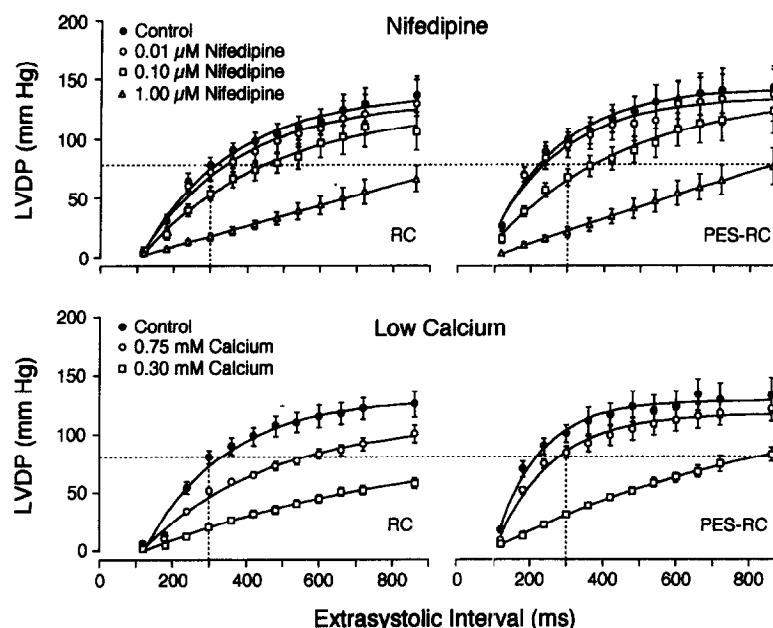 Nifedipine
● Control
○ 0.01 µM Nifedipine
□ 0.10 µM Nifedipine
△ 1.00 µM Nifedipine
LVDP (mm Hg)
200
150
100
50
0
RC
PES-RC
Low Calcium
● Control
○ 0.75 mM Calcium
□ 0.30 mM Calcium
LVDP (mm Hg)
200
150
100
50
0
RC
PES-RC
0 200 400 600 800 0 200 400 600 800
Extrasystolic Interval (ms)